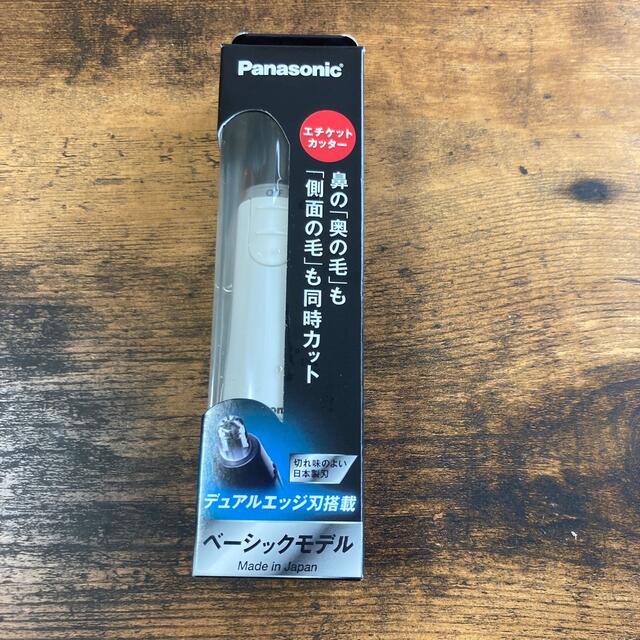 Panasonic
エチケット
カッター
鼻の「奥の毛」も
「側面の毛」も同時カット
OFF
切れ味のよい
日本製刃
デュアルエッジ刃搭載
ベーシックモデル
Made in Japan